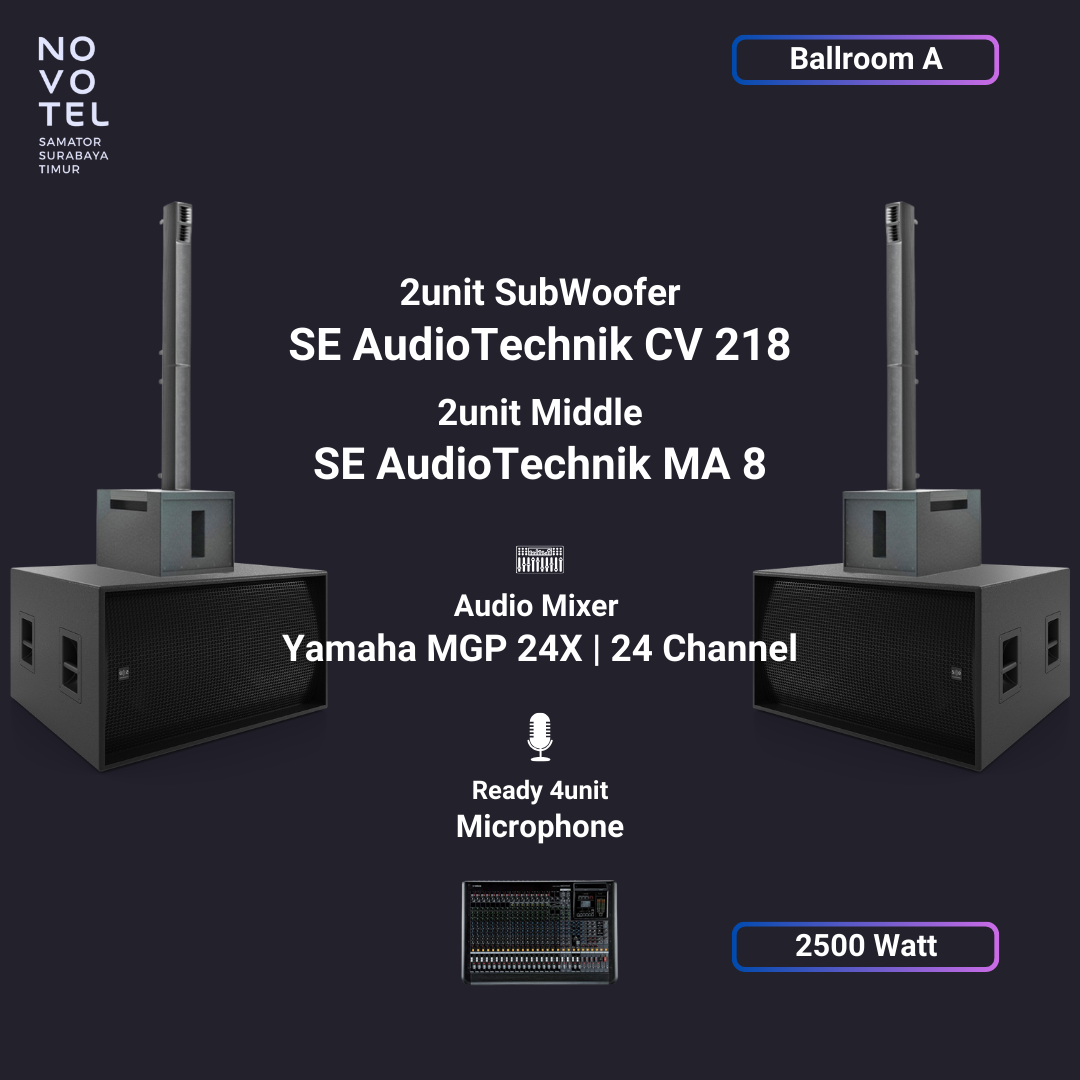 NO
VO
TEL
SAMATOR
SURABAYA
TIMUR
Ballroom A
2unit SubWoofer
SE AudioTechnik CV 218
2unit Middle
SE AudioTechnik MA 8
Audio Mixer
Yamaha MGP 24X | 24 Channel
Ready 4unit
Microphone
2500 Watt